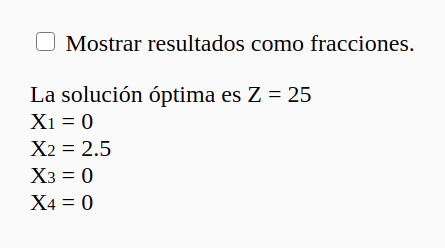 Mostrar resultados como fracciones.
La solución óptima es Z = 25
X1 = 0
X2 = 2.5
X3 = 0
X4 = 0